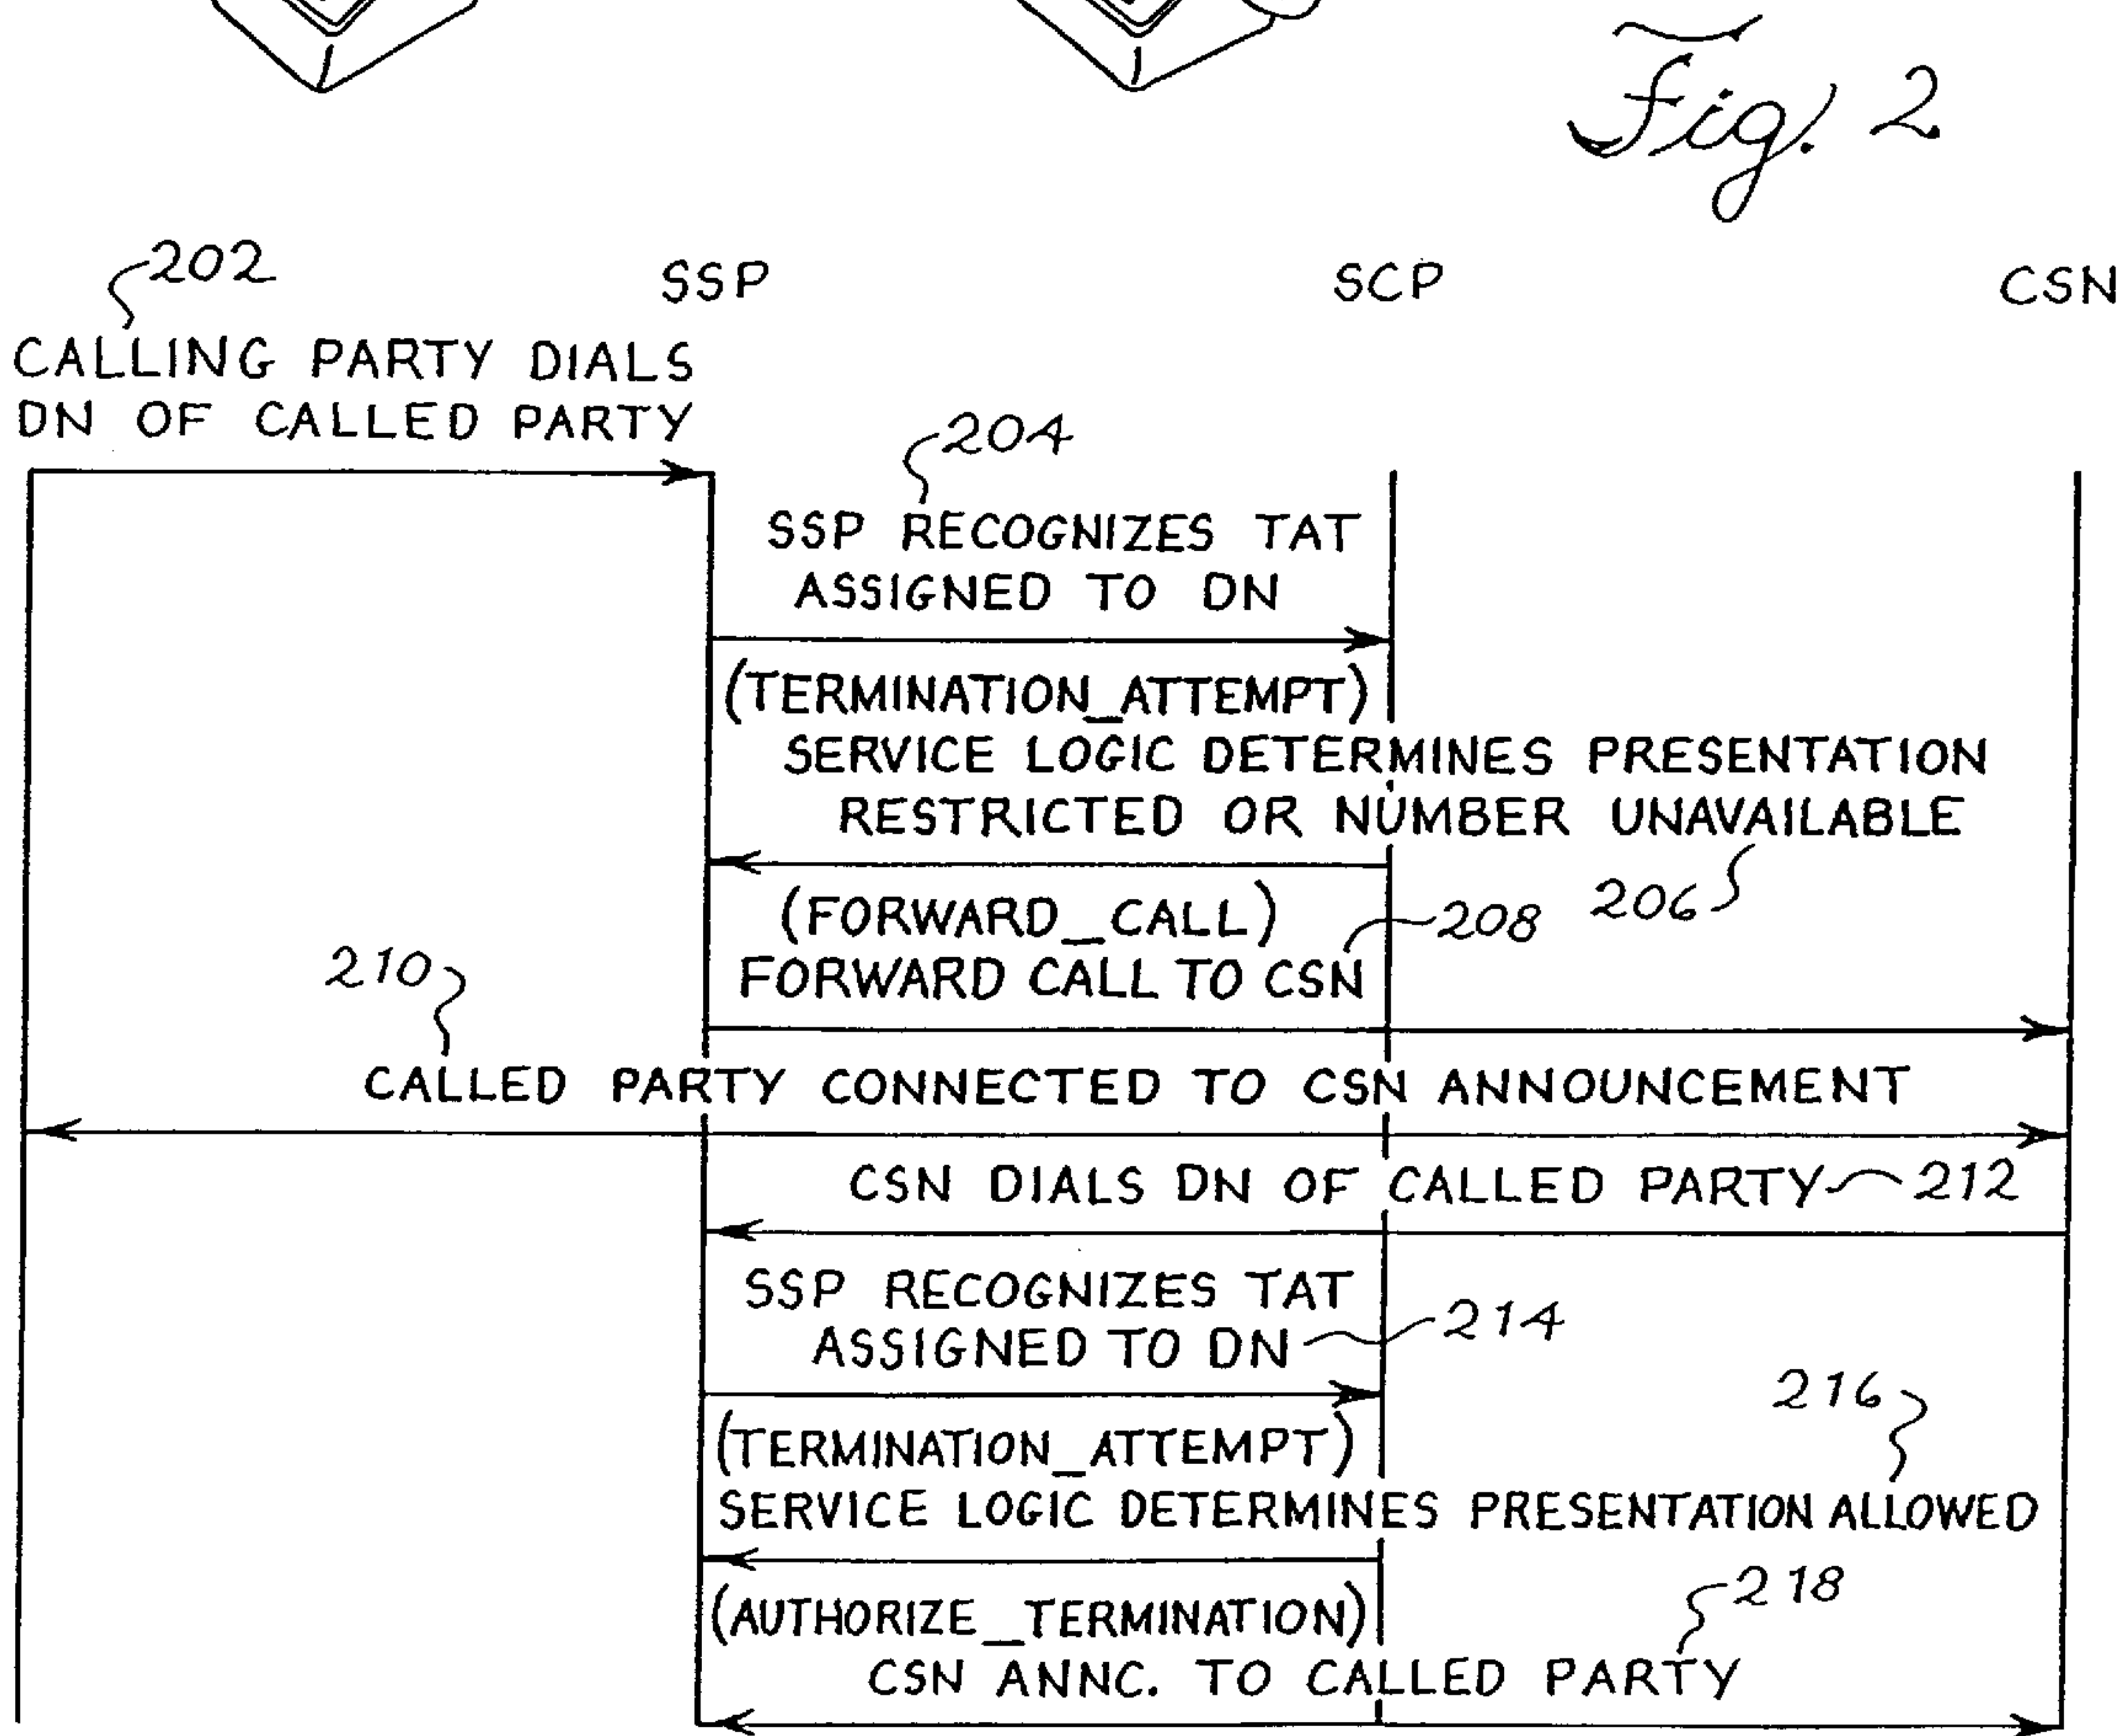 Fig. 2
202 SSP SCP CSN
CALLING PARTY DIALS
DN OF CALLED PARTY
204
SSP RECOGNIZES TAT
ASSIGNED TO DN
(TERMINATION_ATTEMPT)
SERVICE LOGIC DETERMINES PRESENTATION
RESTRICTED OR NUMBER UNAVAILABLE
206
(FORWARD_CALL)
208
FORWARD CALL TO CSN
210
CALLED PARTY CONNECTED TO CSN ANNOUNCEMENT
CSN DIALS DN OF CALLED PARTY 212
SSP RECOGNIZES TAT
ASSIGNED TO DN 214
216
(TERMINATION_ATTEMPT)
SERVICE LOGIC DETERMINES PRESENTATION ALLOWED
218
(AUTHORIZE_TERMINATION)
CSN ANNC. TO CALLED PARTY